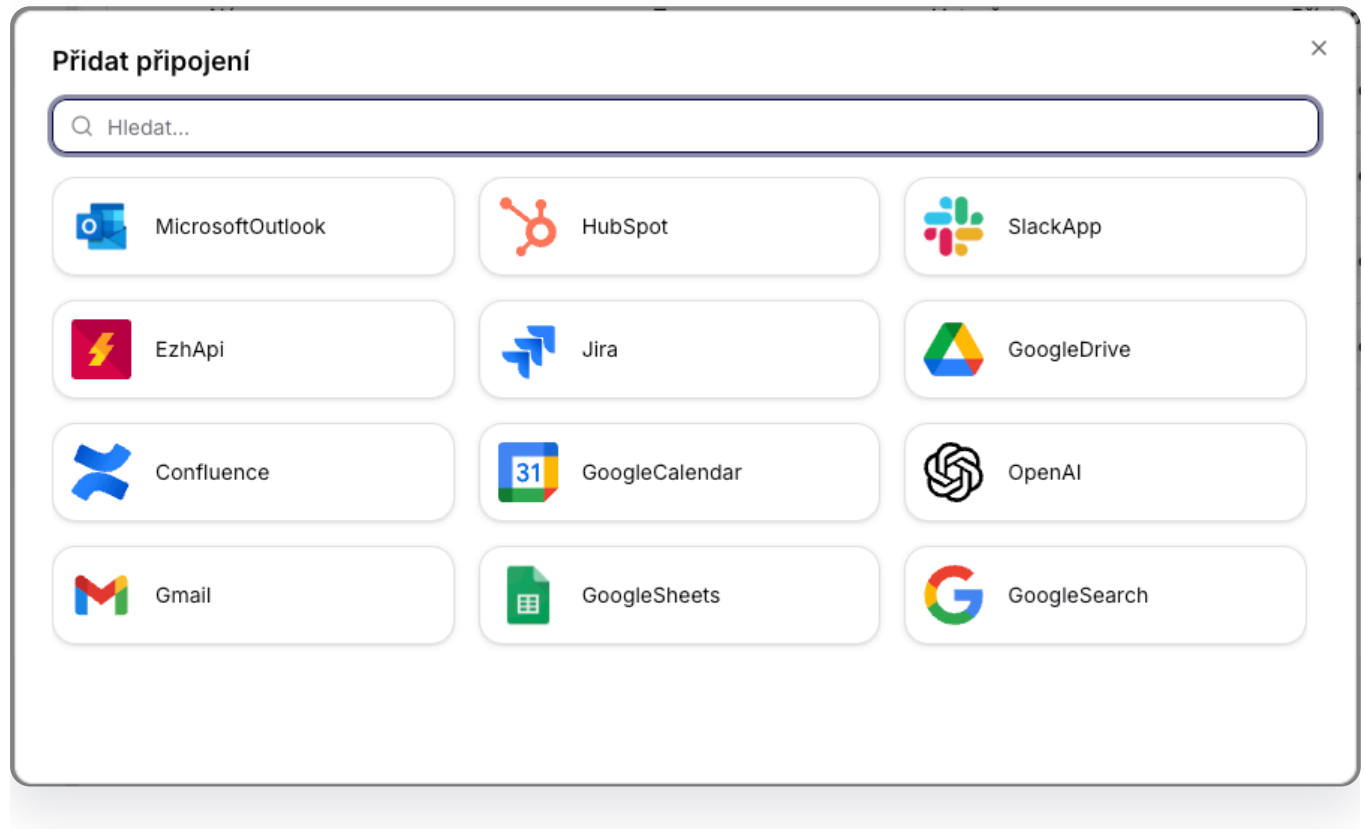 Přidat připojení
Hledat...
MicrosoftOutlook
HubSpot
SlackApp
EzhApi
Jira
GoogleDrive
Confluence
31
GoogleCalendar
OpenAI
Gmail
GoogleSheets
GoogleSearch